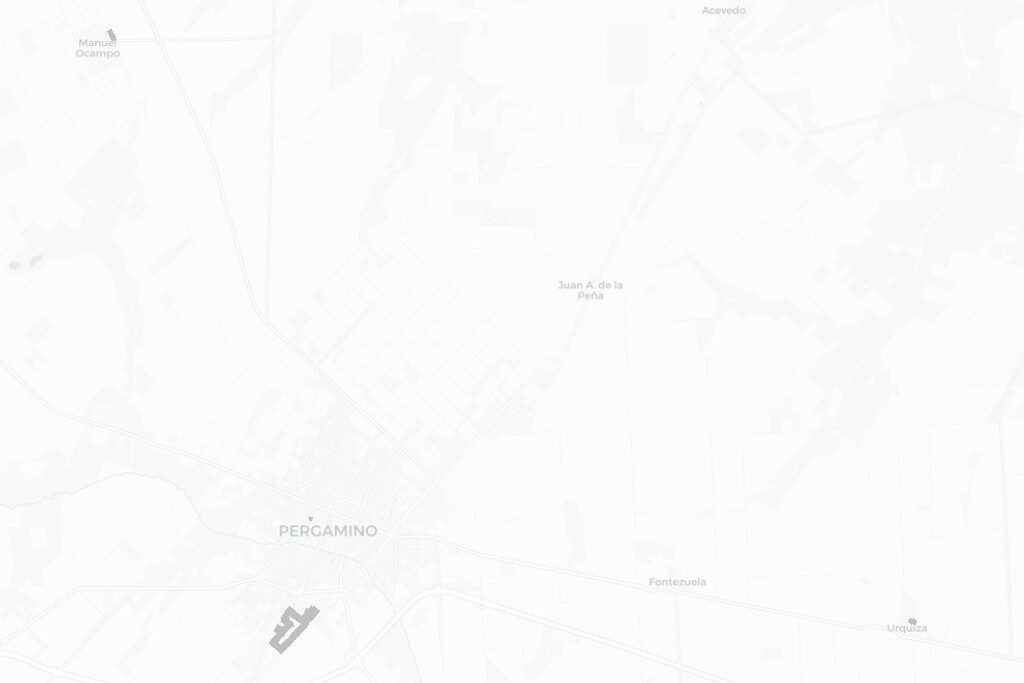 Acevedo
Manuel
Ocampo
Juan A. de la
Peña
PERGAMINO
Fontezuela
Urquiza